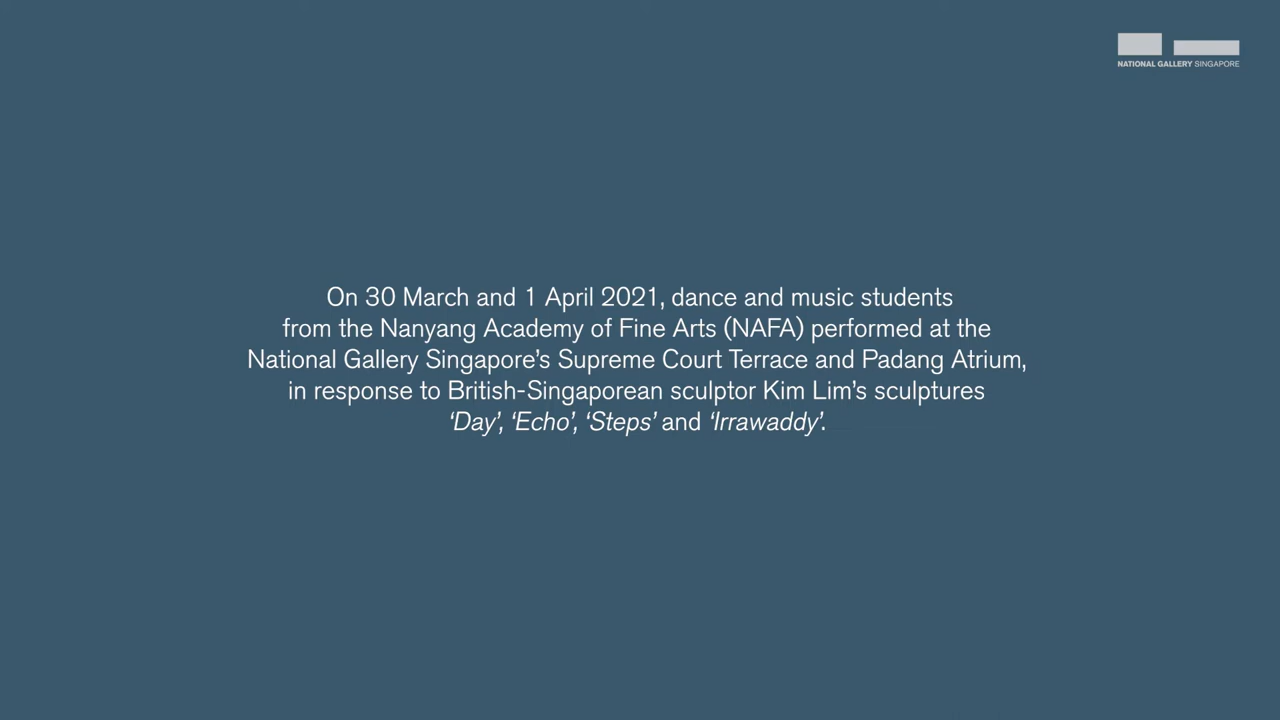 NATIONAL GALLERY SINGAPORE
On 30 March and 1 April 2021, dance and music students
from the Nanyang Academy of Fine Arts (NAFA) performed at the
National Gallery Singapore’s Supreme Court Terrace and Padang Atrium,
in response to British-Singaporean sculptor Kim Lim’s sculptures
‘Day’, ‘Echo’, ‘Steps’ and ‘Irrawaddy’.